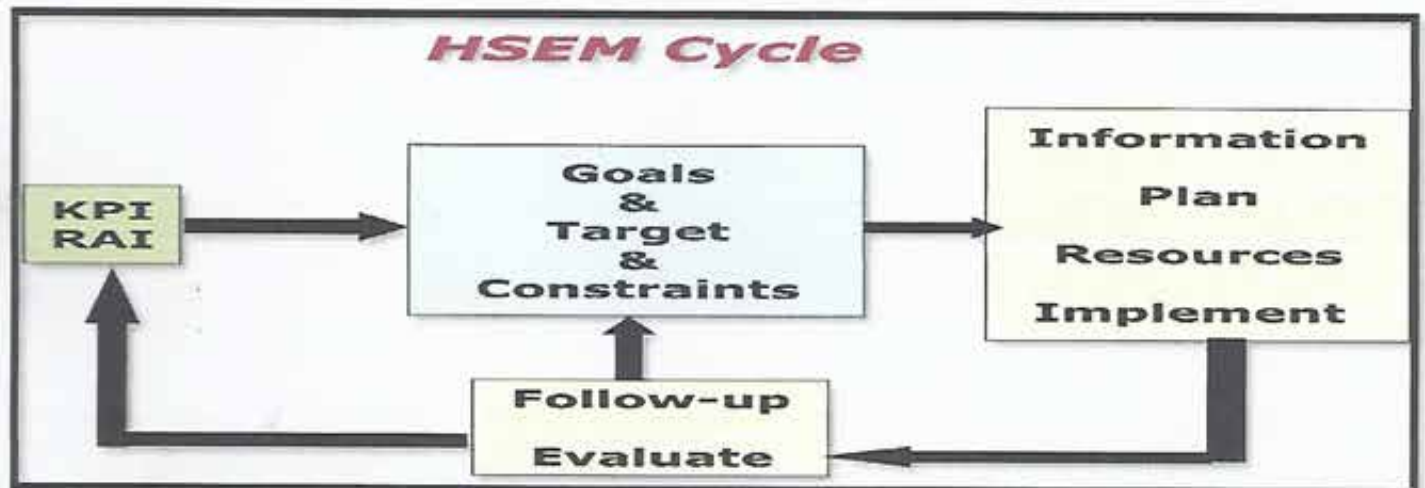 HSEM Cycle
KPI
RAI
Goals
&
Target
&
Constraints
Information
Plan
Resources
Implement
Follow-up
Evaluate